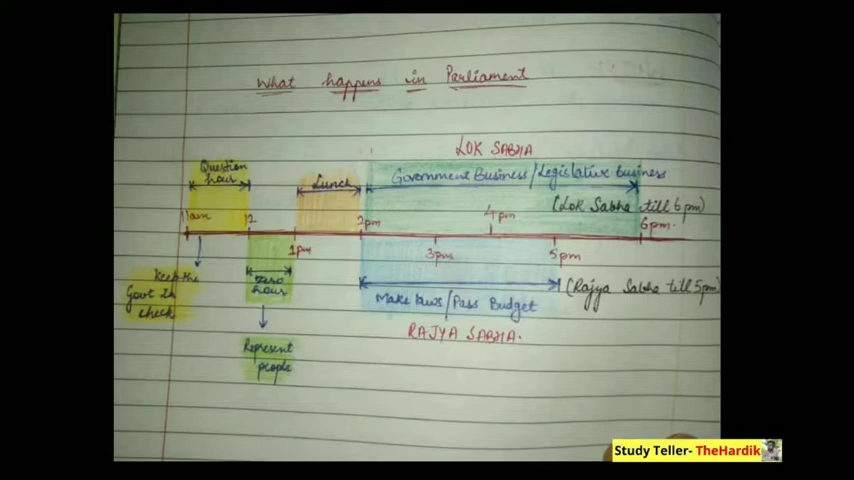 What happens in Parliament
LOK SABHA
Question
hour
Lunch
Government Business/Legislative business
(Lok Sabha till 6 pm)
11am
12
1pm
2pm
3pm
4pm
5pm
6pm.
Keep the
Govt in
check
zero
hour
Represent
people
Make laws/Pass Budget
(Rajya Sabha till 5pm)
RAJYA SABHA.
Study Teller- TheHardik